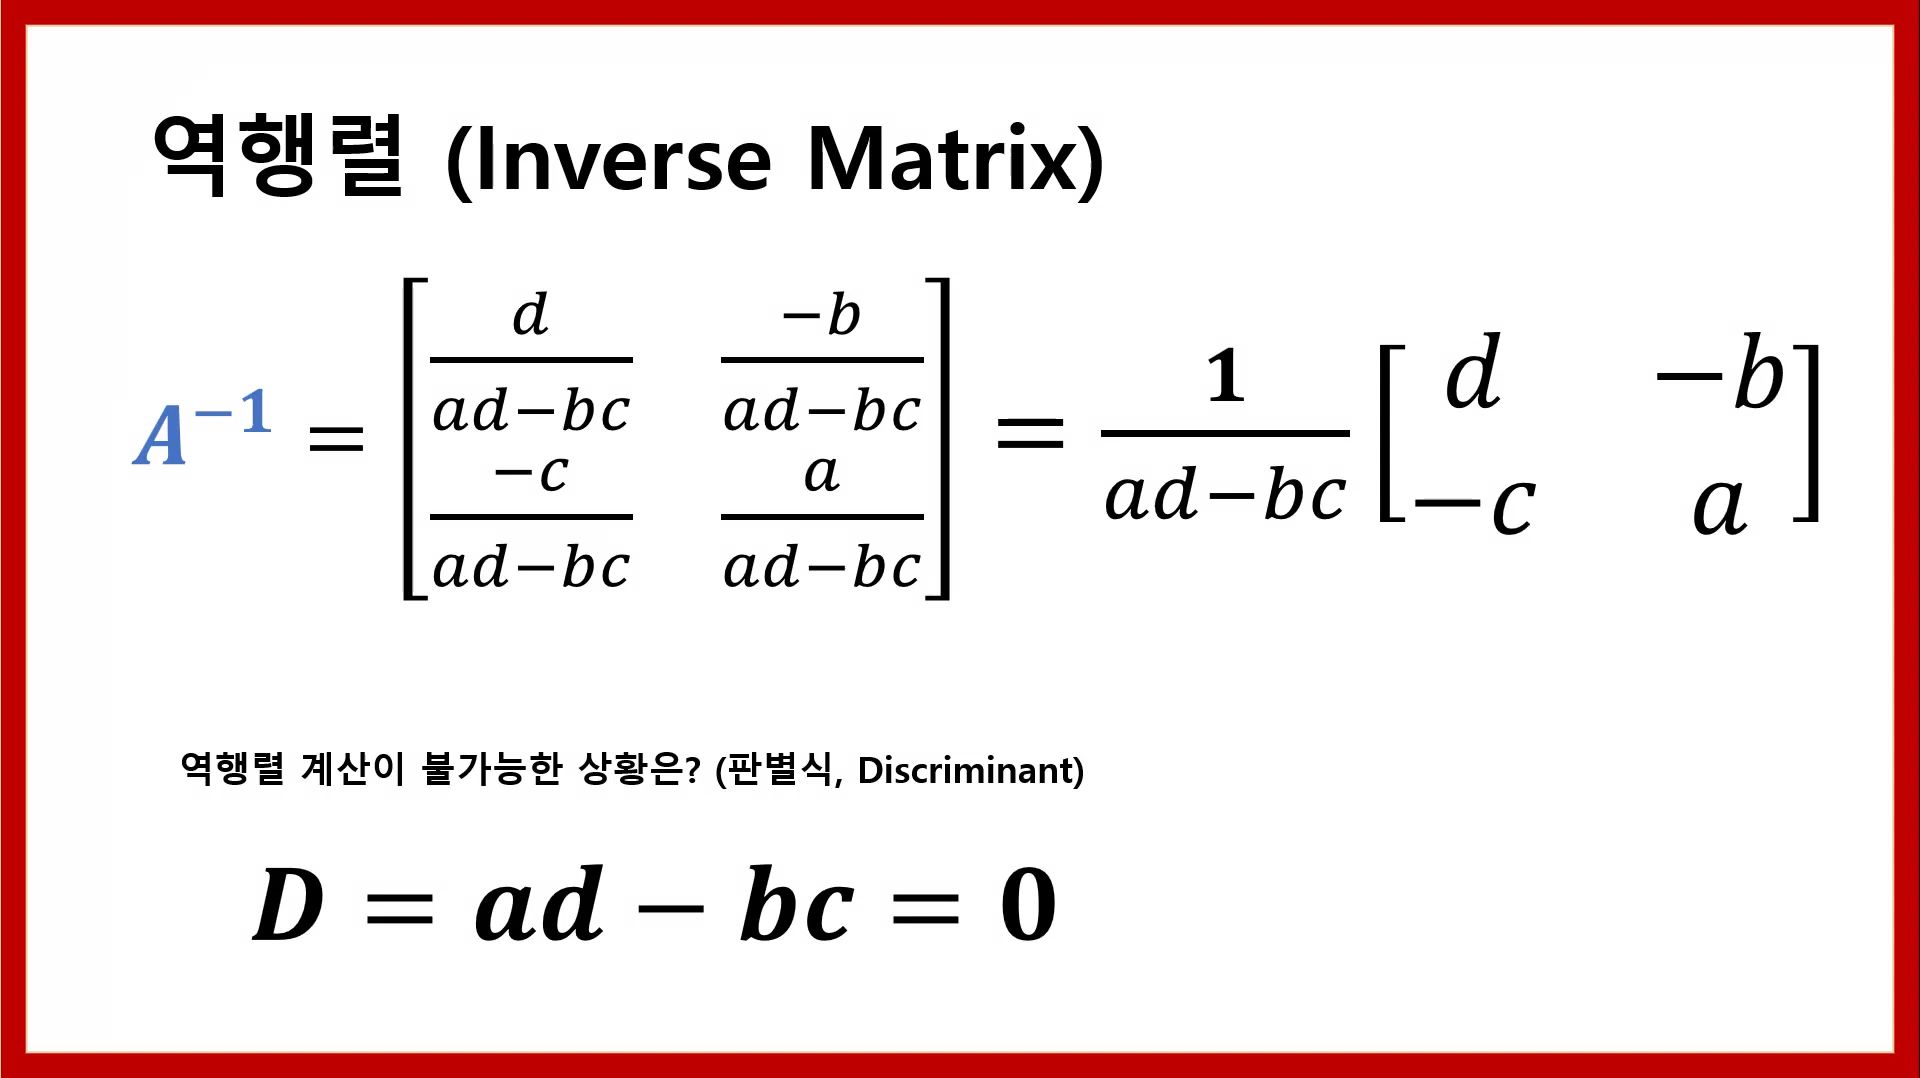 역행렬 (Inverse Matrix)
A⁻¹ = [ d/(ad−bc) −b/(ad−bc) ; −c/(ad−bc) a/(ad−bc) ] = 1/(ad−bc) [ d −b ; −c a ]
역행렬 계산이 불가능한 상황은? (판별식, Discriminant)
D = ad − bc = 0